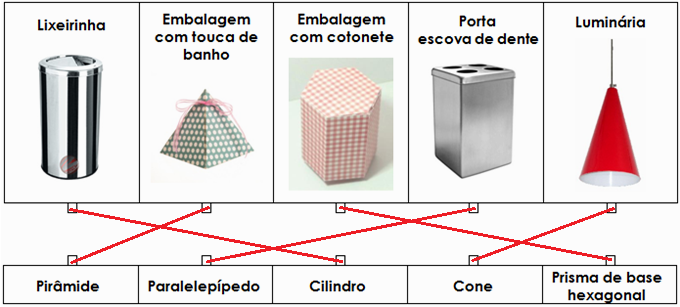 Lixeirinha
Embalagem
com touca de
banho
Embalagem
com cotonete
Porta
escova de dente
Luminária
Pirâmide
Paralelepípedo
Cilindro
Cone
Prisma de base
hexagonal